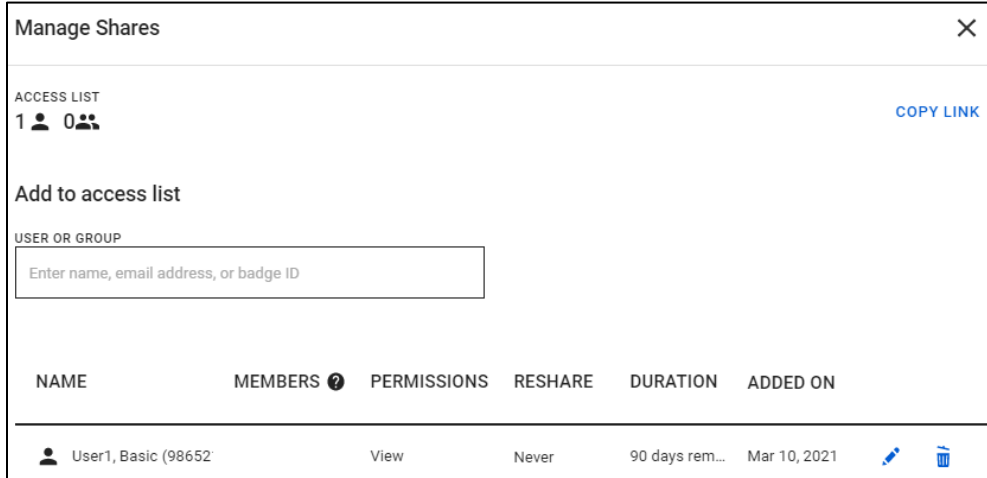 Manage Shares
ACCESS LIST
1 0
COPY LINK
Add to access list
USER OR GROUP
Enter name, email address, or badge ID
NAME MEMBERS PERMISSIONS RESHARE DURATION ADDED ON
User1, Basic (98652 View Never 90 days rem... Mar 10, 2021